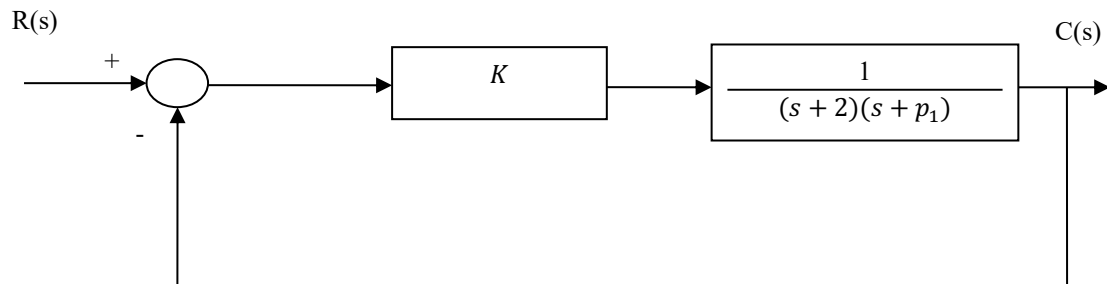 R(s)
C(s)
+
K
1
(s + 2)(s + p₁)
-